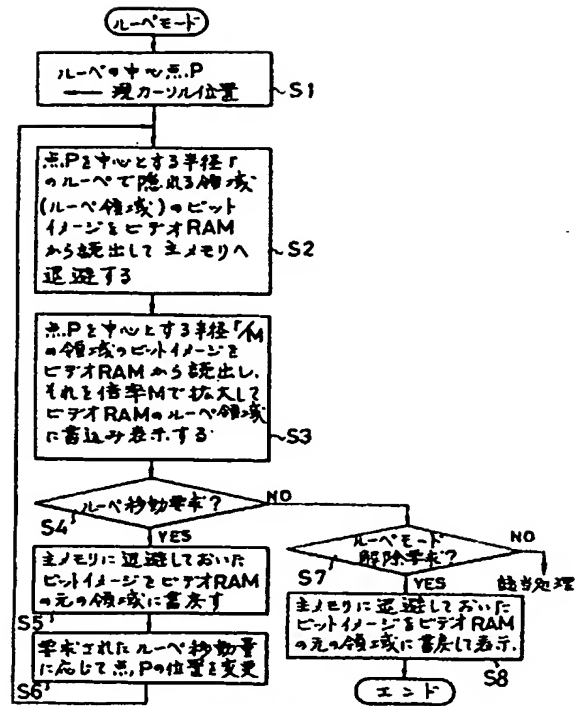 ルーペモード
ルーペの中心点P
← 現カーソル位置
S1
点Pを中心とする半径r
のルーペで隠れる領域
(ルーペ領域)のビット
イメージをビデオRAM
から読出して主メモリへ
退避する
S2
点Pを中心とする半径r/M
の領域のビットイメージを
ビデオRAMから読出し、
それを倍率Mで拡大して
ビデオRAMのルーペ領域
に書込み表示する
S3
ルーペ移動要求?
NO
S4
YES
主メモリに退避しておいた
ビットイメージをビデオRAM
の元の領域に書戻す
S5
要求されたルーペ移動量
に応じて点Pの位置を変更
S6
ルーペモード
解除要求?
NO
S7
YES
該当処理
主メモリに退避しておいた
ビットイメージをビデオRAM
の元の領域に書戻して表示
S8
エンド